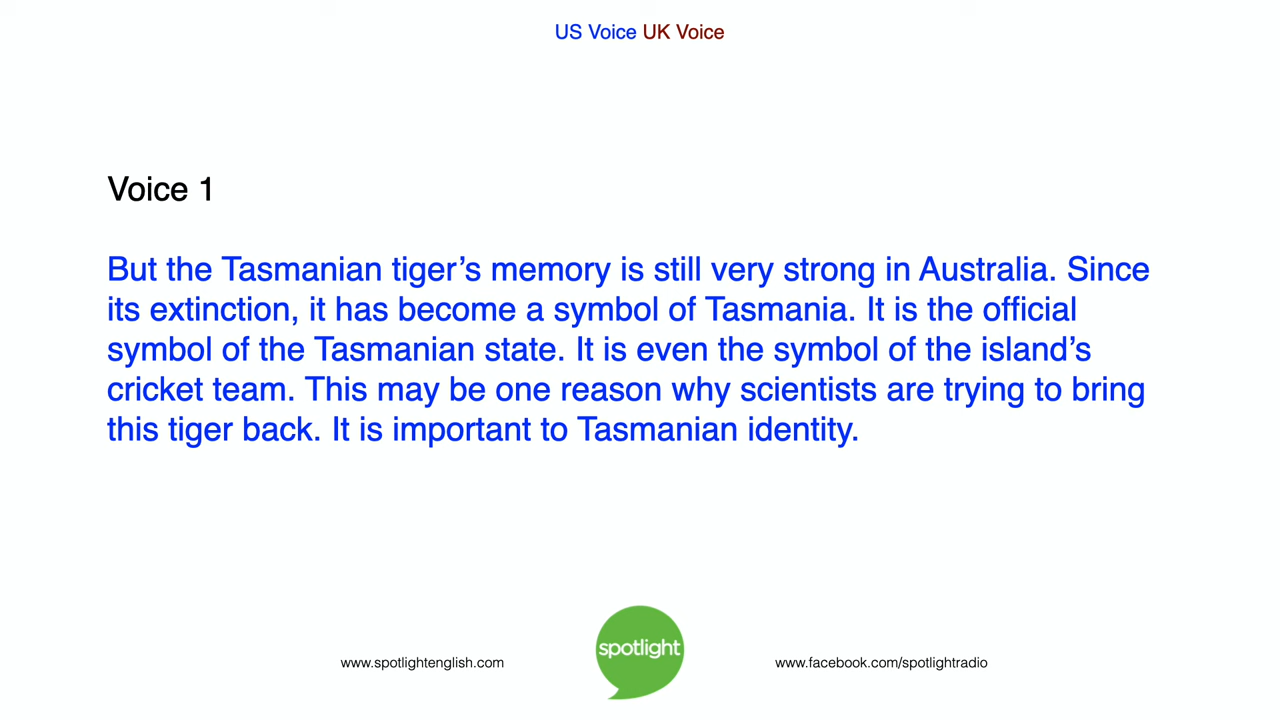 US Voice UK Voice
Voice 1
But the Tasmanian tiger’s memory is still very strong in Australia. Since
its extinction, it has become a symbol of Tasmania. It is the official
symbol of the Tasmanian state. It is even the symbol of the island’s
cricket team. This may be one reason why scientists are trying to bring
this tiger back. It is important to Tasmanian identity.
spotlight
www.spotlightenglish.com
www.facebook.com/spotlightradio